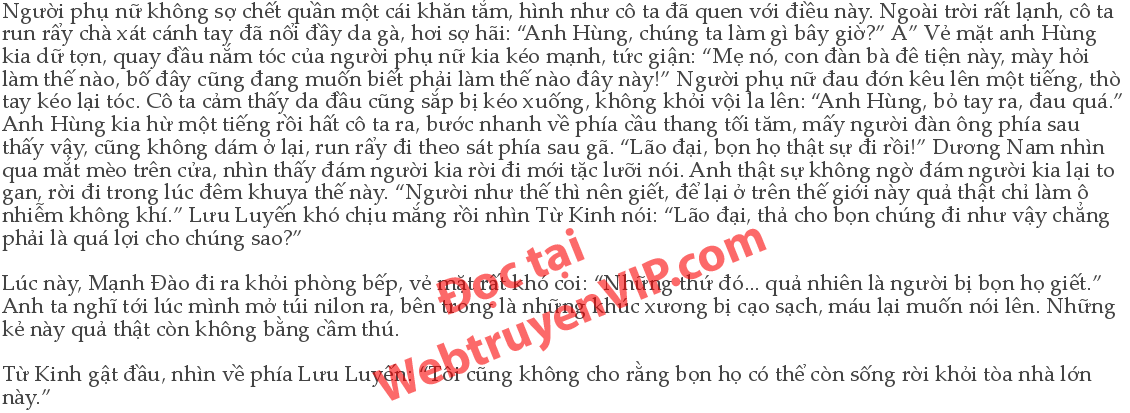 Người phụ nữ không sợ chết quần một cái khăn tắm, hình như cô ta đã quen với điều này. Ngoài trời rất lạnh, cô ta
run rẩy chà xát cánh tay đã nổi đầy da gà, hơi sợ hãi: “Anh Hùng, chúng ta làm gì bây giờ?” A” Vẻ mặt anh Hùng
kia dữ tợn, quay đầu nắm tóc của người phụ nữ kia kéo mạnh, tức giận: “Mẹ nó, con đàn bà đê tiện này, mày hỏi
làm thế nào, bố đây cũng đang muốn biết phải làm thế nào đây này!” Người phụ nữ đau đớn kêu lên một tiếng, thò
tay kéo lại tóc. Cô ta cảm thấy da đầu cũng sắp bị kéo xuống, không khỏi vội la lên: “Anh Hùng, bỏ tay ra, đau quá.”
Anh Hùng kia hừ một tiếng rồi hất cô ta ra, bước nhanh về phía cầu thang tối tăm, mấy người đàn ông phía sau
thấy vậy, cũng không dám ở lại, run rẩy đi theo sát phía sau gã. “Lão đại, bọn họ thật sự đi rồi!” Dương Nam nhìn
qua mắt mèo trên cửa, nhìn thấy đám người kia rời đi mới tặc lưỡi nói. Anh thật sự không ngờ đám người kia lại to
gan, rời đi trong lúc đêm khuya thế này. “Người như thế thì nên giết, để lại ở trên thế giới này quả thật chỉ làm ô
nhiễm không khí.” Lưu Luyến khó chịu mắng rồi nhìn Từ Kinh nói: “Lão đại, thả cho bọn chúng đi như vậy chẳng
phải là quá lợi cho chúng sao?”
Lúc này, Mạnh Đào đi ra khỏi phòng bếp, vẻ mặt rất khó coi: “Những thứ đó... quả nhiên là người bị bọn họ giết.”
Anh ta nghĩ tới lúc mình mở túi nilon ra, bên trong là những khúc xương bị cạo sạch, máu lại muốn nói lên. Những
kẻ này quả thật còn không bằng cầm thú.
Từ Kinh gật đầu, nhìn về phía Lưu Luyến: “Tôi cũng không cho rằng bọn họ có thể còn sống rời khỏi tòa nhà lớn
này.”
Đọc tại
WebtruyenVIP.com